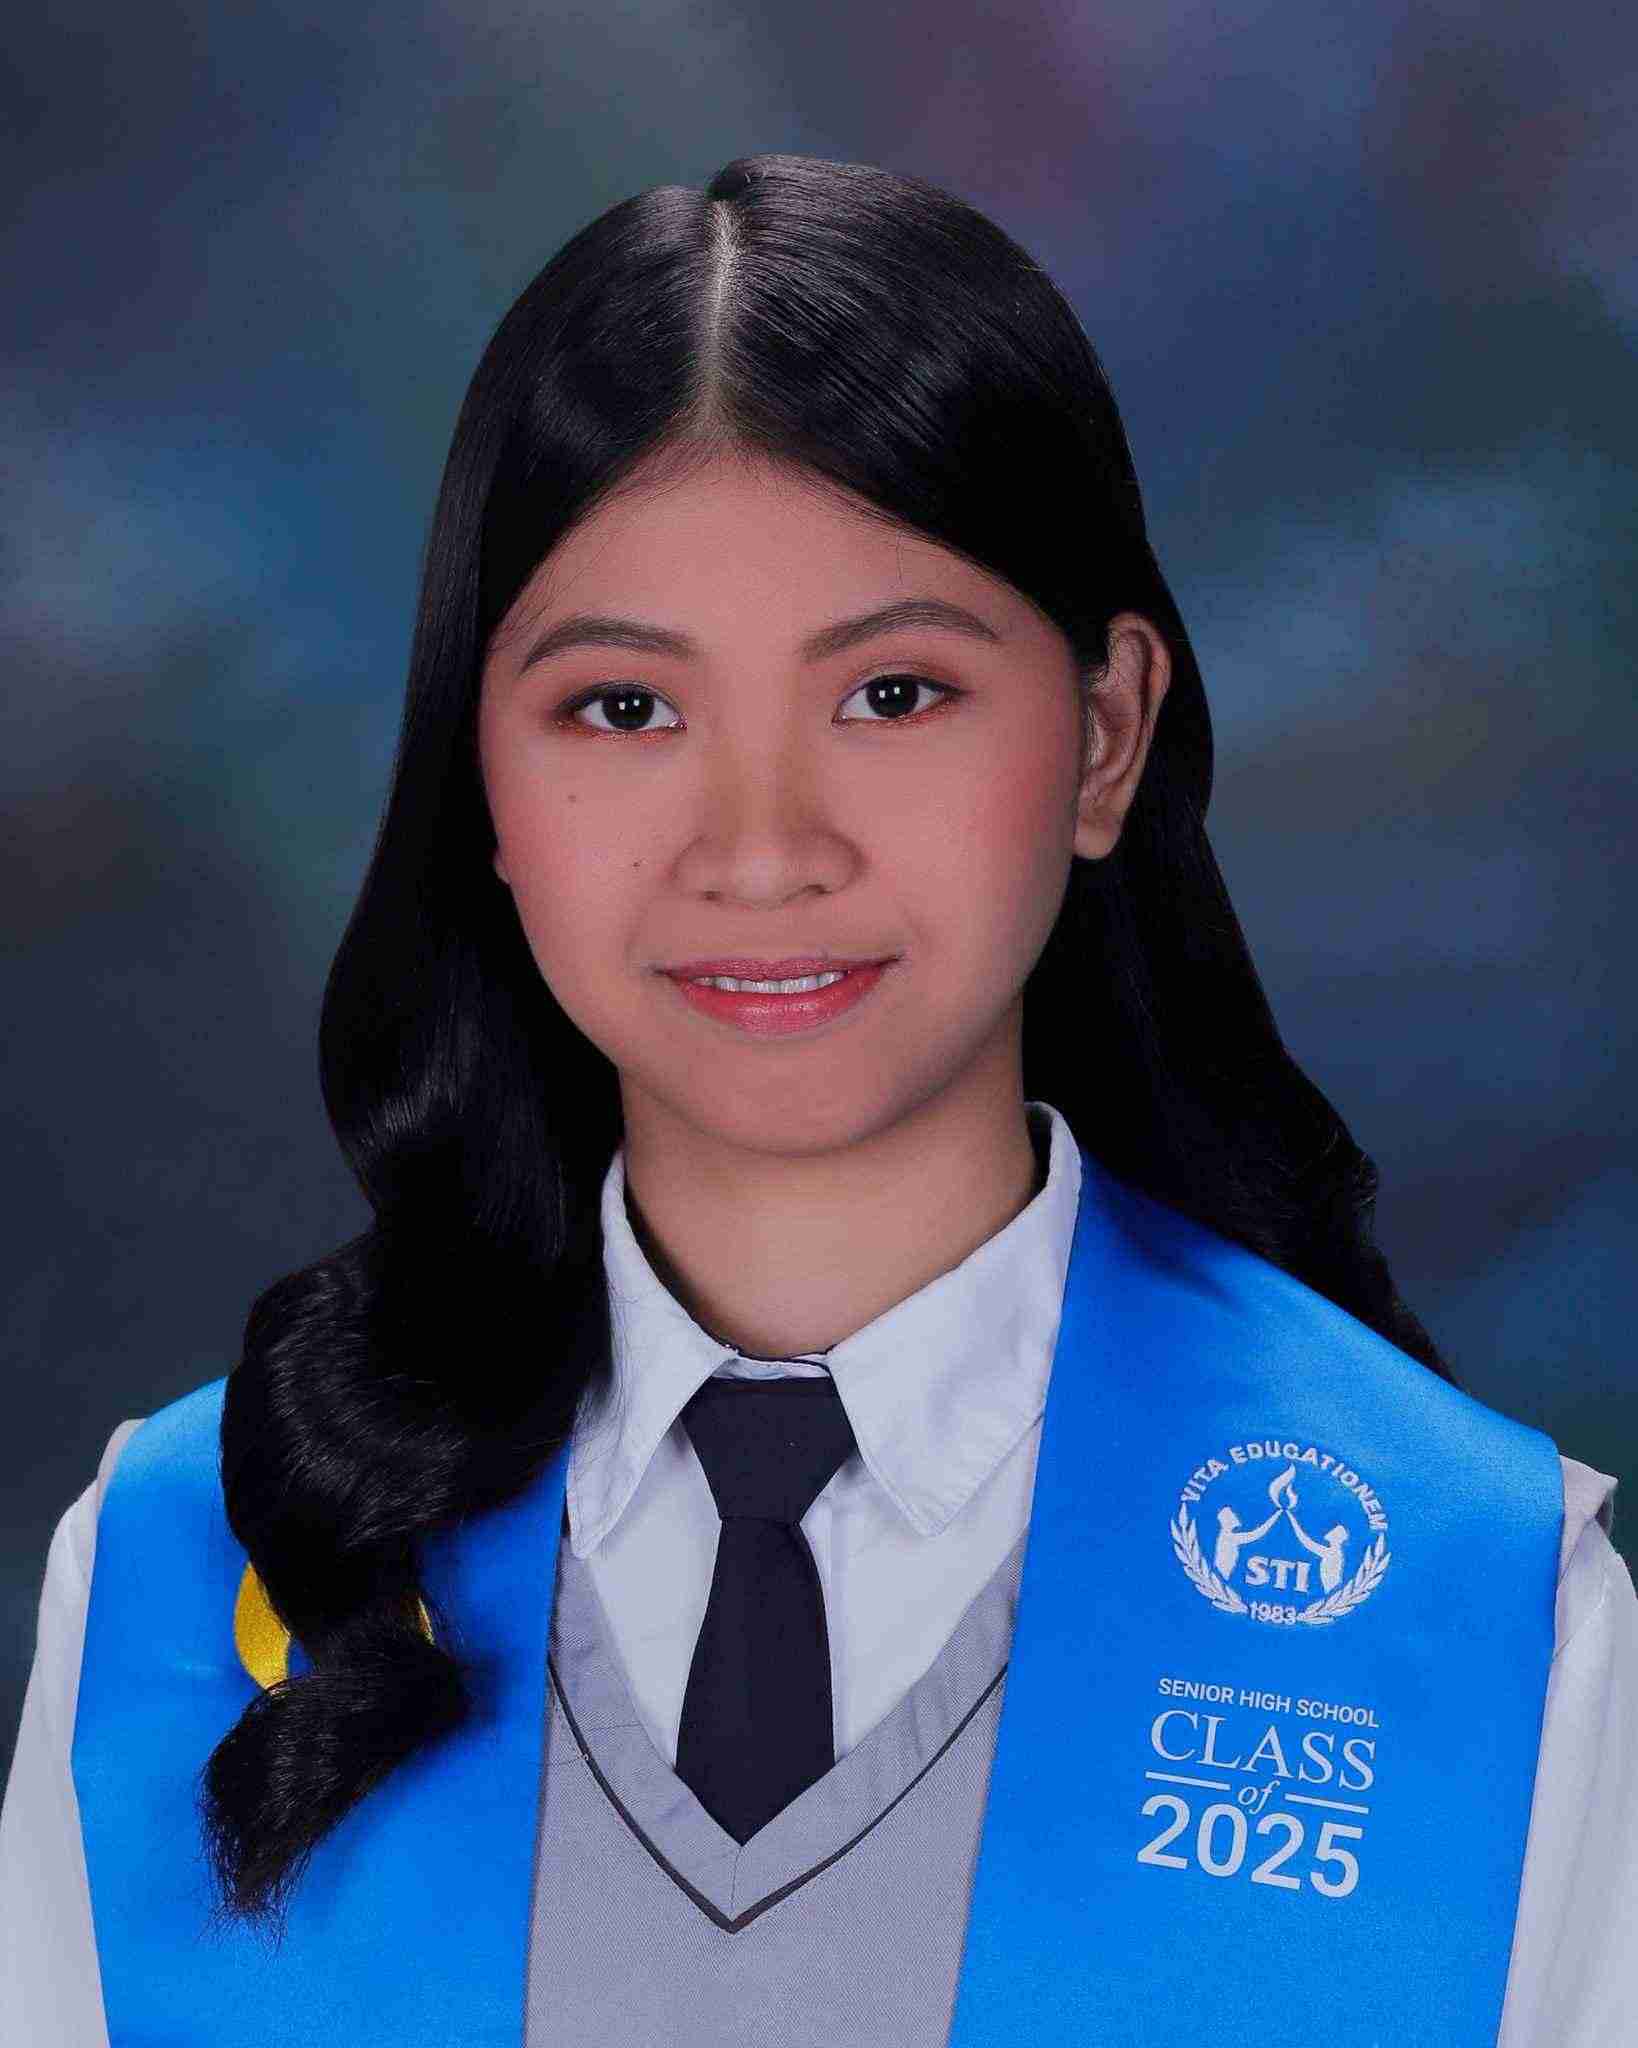 VITA EDUCATIONEM
STI
1983
SENIOR HIGH SCHOOL
CLASS
of
2025